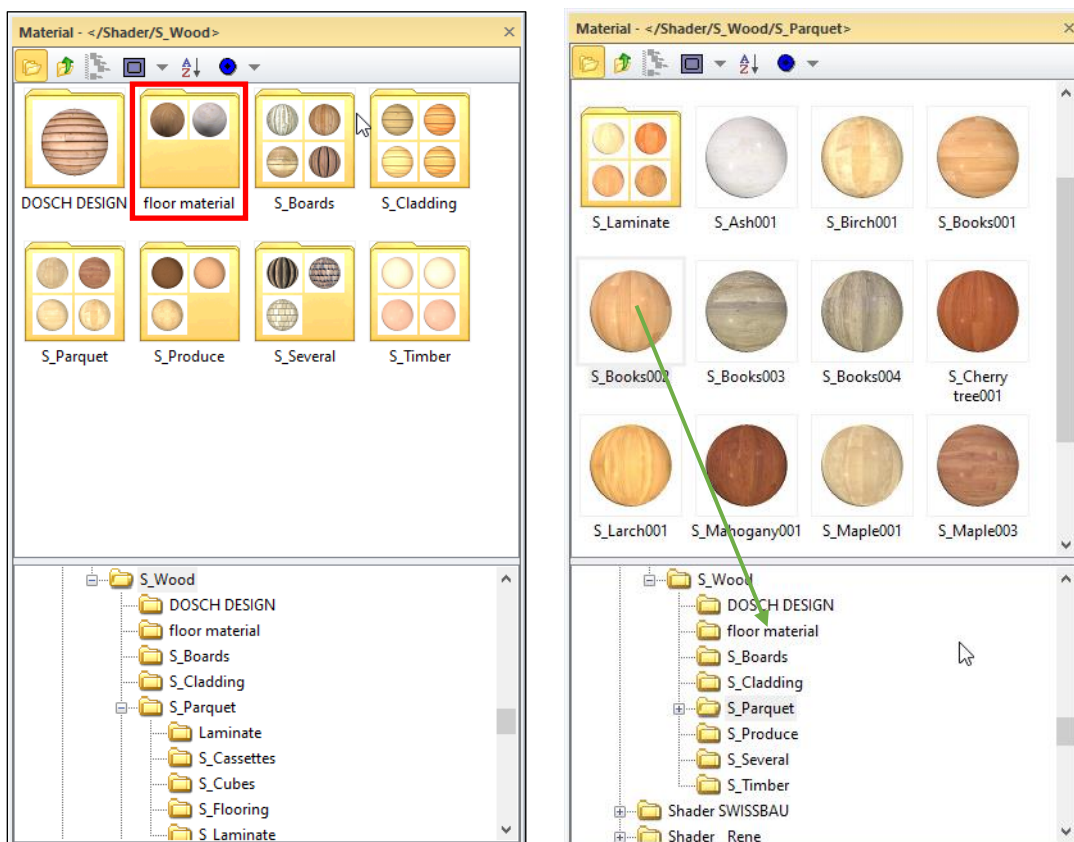 Material - </Shader/S_Wood>
DOSCH DESIGN
floor material
S_Boards
S_Cladding
S_Parquet
S_Produce
S_Several
S_Timber
S_Wood
DOSCH DESIGN
floor material
S_Boards
S_Cladding
S_Parquet
Laminate
S_Cassettes
S_Cubes
S_Flooring
S_Laminate
Material - </Shader/S_Wood/S_Parquet>
S_Laminate
S_Ash001
S_Birch001
S_Books001
S_Books002
S_Books003
S_Books004
S_Cherry
tree001
S_Larch001
S_Mahogany001
S_Maple001
S_Maple003
S_Wood
DOSCH DESIGN
floor material
S_Boards
S_Cladding
S_Parquet
S_Produce
S_Several
S_Timber
Shader SWISSBAU
Shader_Rene